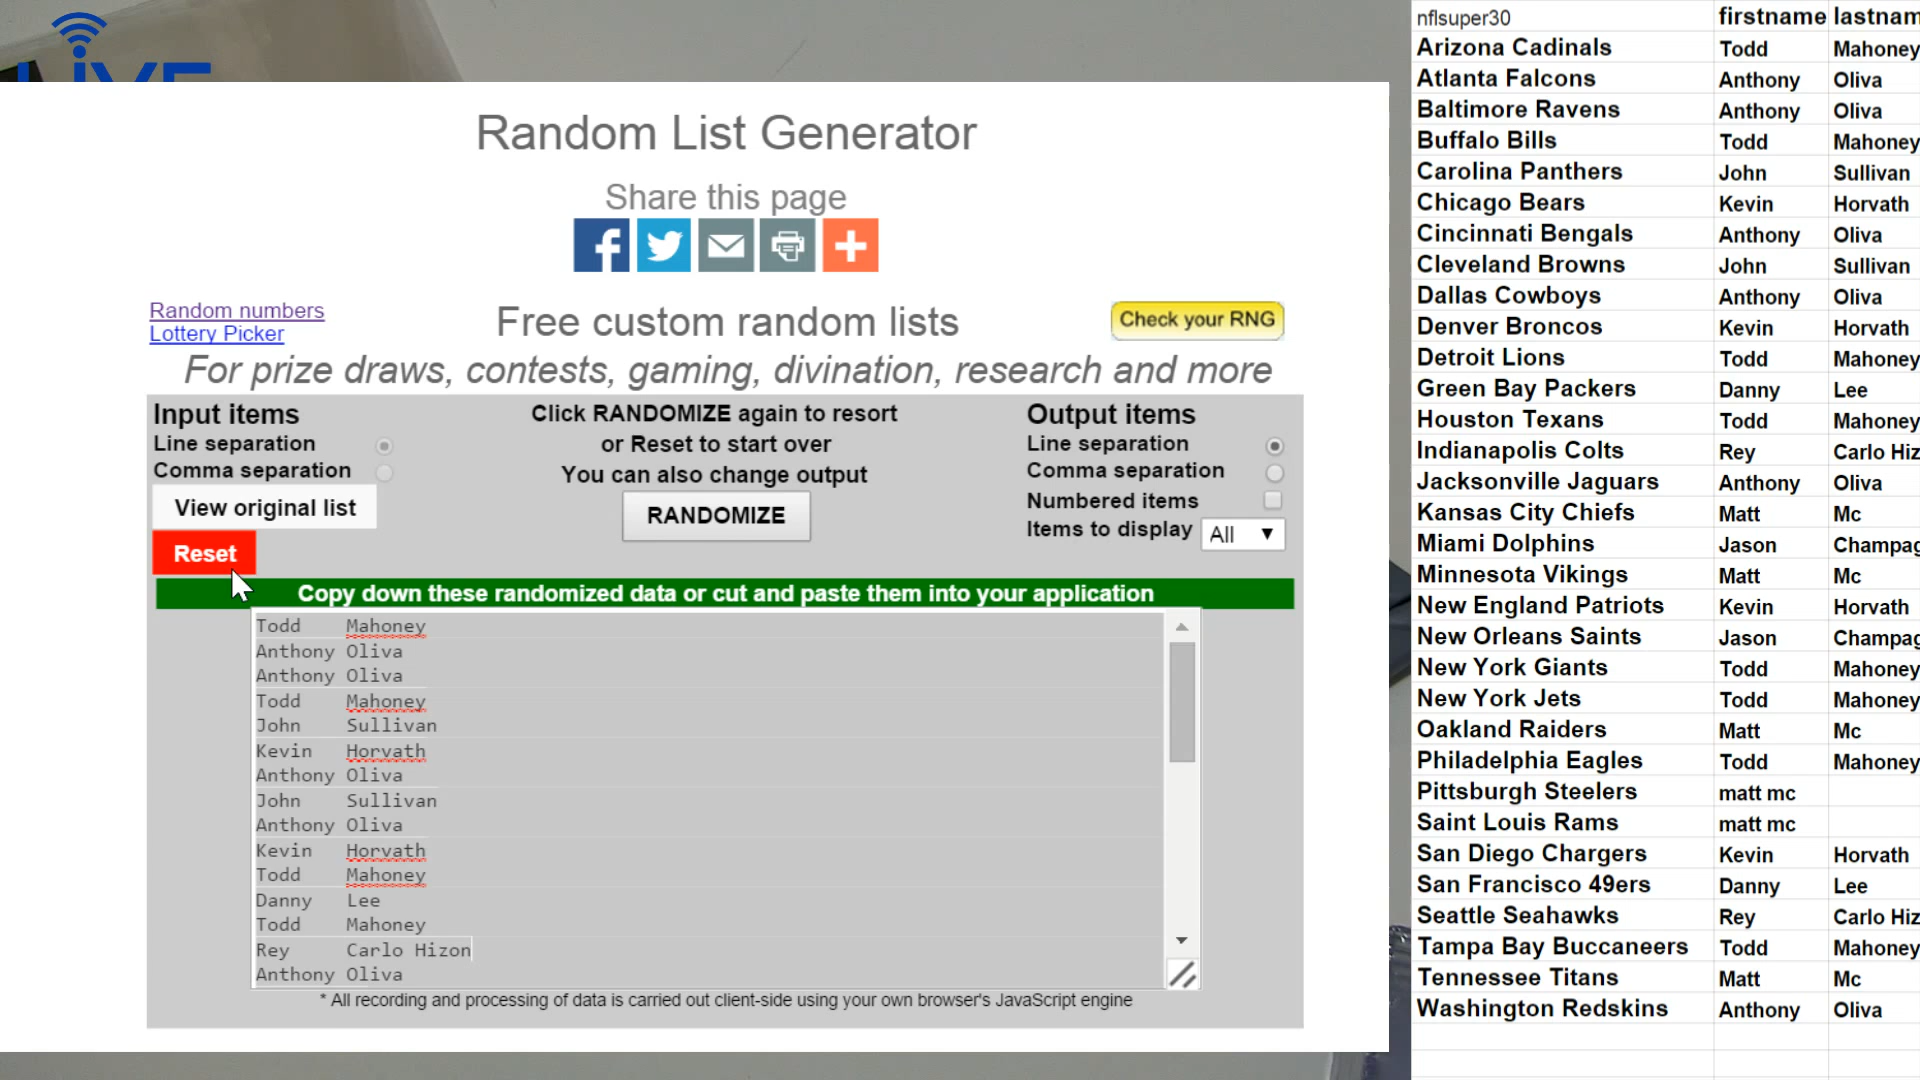 LIVE
Random List Generator
Share this page
Random numbers
Lottery Picker
Free custom random lists
Check your RNG
For prize draws, contests, gaming, divination, research and more
Input items
Line separation
Comma separation
View original list
Reset
Click RANDOMIZE again to resort
or Reset to start over
You can also change output
RANDOMIZE
Output items
Line separation
Comma separation
Numbered items
Items to display All
Copy down these randomized data or cut and paste them into your application
Todd Mahoney
Anthony Oliva
Anthony Oliva
Todd Mahoney
John Sullivan
Kevin Horvath
Anthony Oliva
John Sullivan
Anthony Oliva
Kevin Horvath
Todd Mahoney
Danny Lee
Todd Mahoney
Rey Carlo Hizon
Anthony Oliva
* All recording and processing of data is carried out client-side using your own browser's JavaScript engine
nflsuper30 firstname lastnam
Arizona Cadinals Todd Mahoney
Atlanta Falcons Anthony Oliva
Baltimore Ravens Anthony Oliva
Buffalo Bills Todd Mahoney
Carolina Panthers John Sullivan
Chicago Bears Kevin Horvath
Cincinnati Bengals Anthony Oliva
Cleveland Browns John Sullivan
Dallas Cowboys Anthony Oliva
Denver Broncos Kevin Horvath
Detroit Lions Todd Mahoney
Green Bay Packers Danny Lee
Houston Texans Todd Mahoney
Indianapolis Colts Rey Carlo Hiz
Jacksonville Jaguars Anthony Oliva
Kansas City Chiefs Matt Mc
Miami Dolphins Jason Champag
Minnesota Vikings Matt Mc
New England Patriots Kevin Horvath
New Orleans Saints Jason Champag
New York Giants Todd Mahoney
New York Jets Todd Mahoney
Oakland Raiders Matt Mc
Philadelphia Eagles Todd Mahoney
Pittsburgh Steelers matt mc
Saint Louis Rams matt mc
San Diego Chargers Kevin Horvath
San Francisco 49ers Danny Lee
Seattle Seahawks Rey Carlo Hiz
Tampa Bay Buccaneers Todd Mahoney
Tennessee Titans Matt Mc
Washington Redskins Anthony Oliva